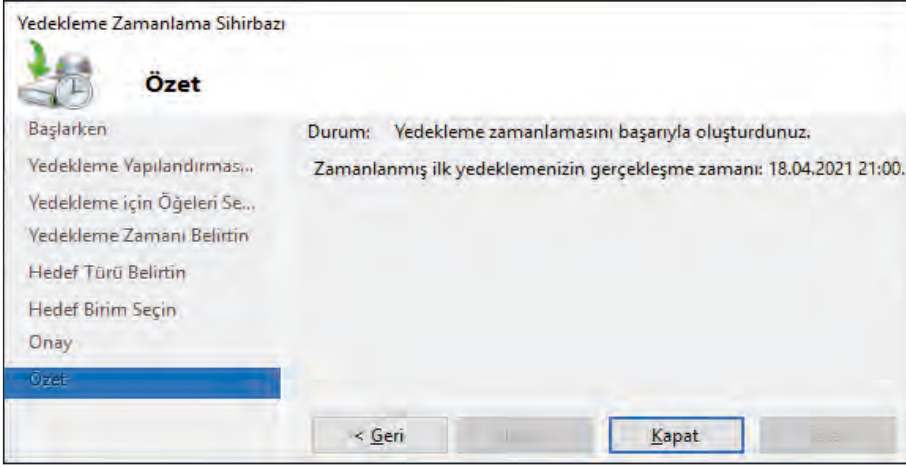 Yedekleme Zamanlama Sihirbazı
Özet
Başlarken
Yedekleme Yapılandırması...
Yedekleme için Öğeleri Se...
Yedekleme Zamanı Belirtin
Hedef Türü Belirtin
Hedef Birim Seçin
Onay
Özet
Durum: Yedekleme zamanlamasını başarıyla oluşturdunuz.
Zamanlanmış ilk yedeklemenizin gerçekleşme zamanı: 18.04.2021 21:00.
< Geri
Kapat